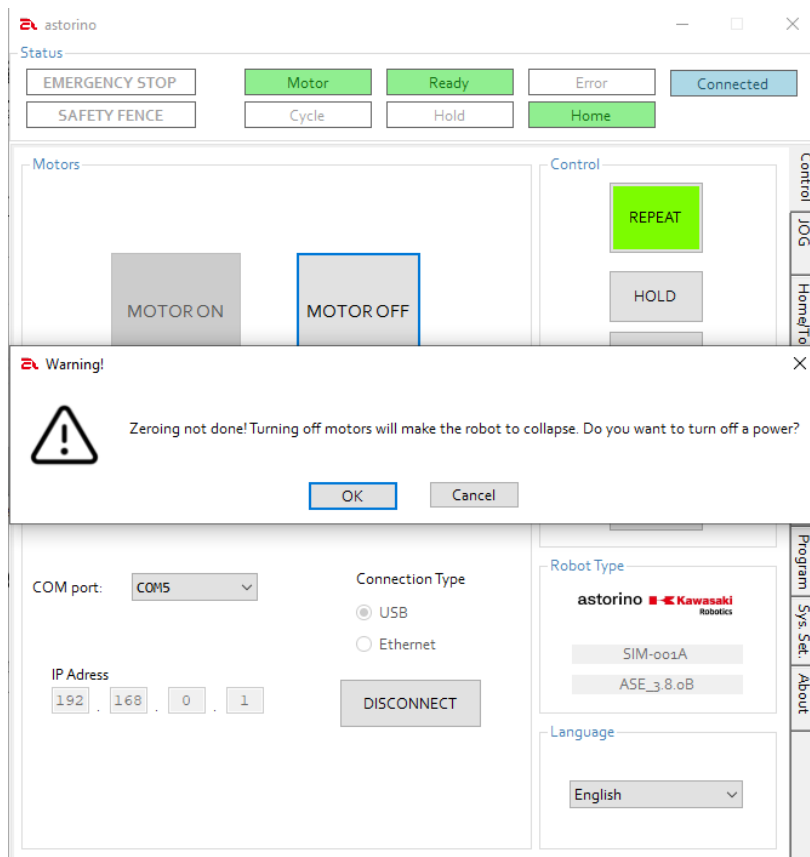 astorino
Status
EMERGENCY STOP Motor Ready Error Connected
SAFETY FENCE Cycle Hold Home
Motors
MOTOR ON MOTOR OFF
Control
REPEAT
HOLD
Control
JOG
Warning!
Zeroing not done! Turning off motors will make the robot to collapse. Do you want to turn off a power?
OK Cancel
COM port: COM5
Connection Type
USB
Ethernet
IP Adress
192 . 168 . 0 . 1
DISCONNECT
Robot Type
astorino Kawasaki
Robotics
SIM-001A
ASE_3.8.0B
Language
English
Program
Sys. Set.
About